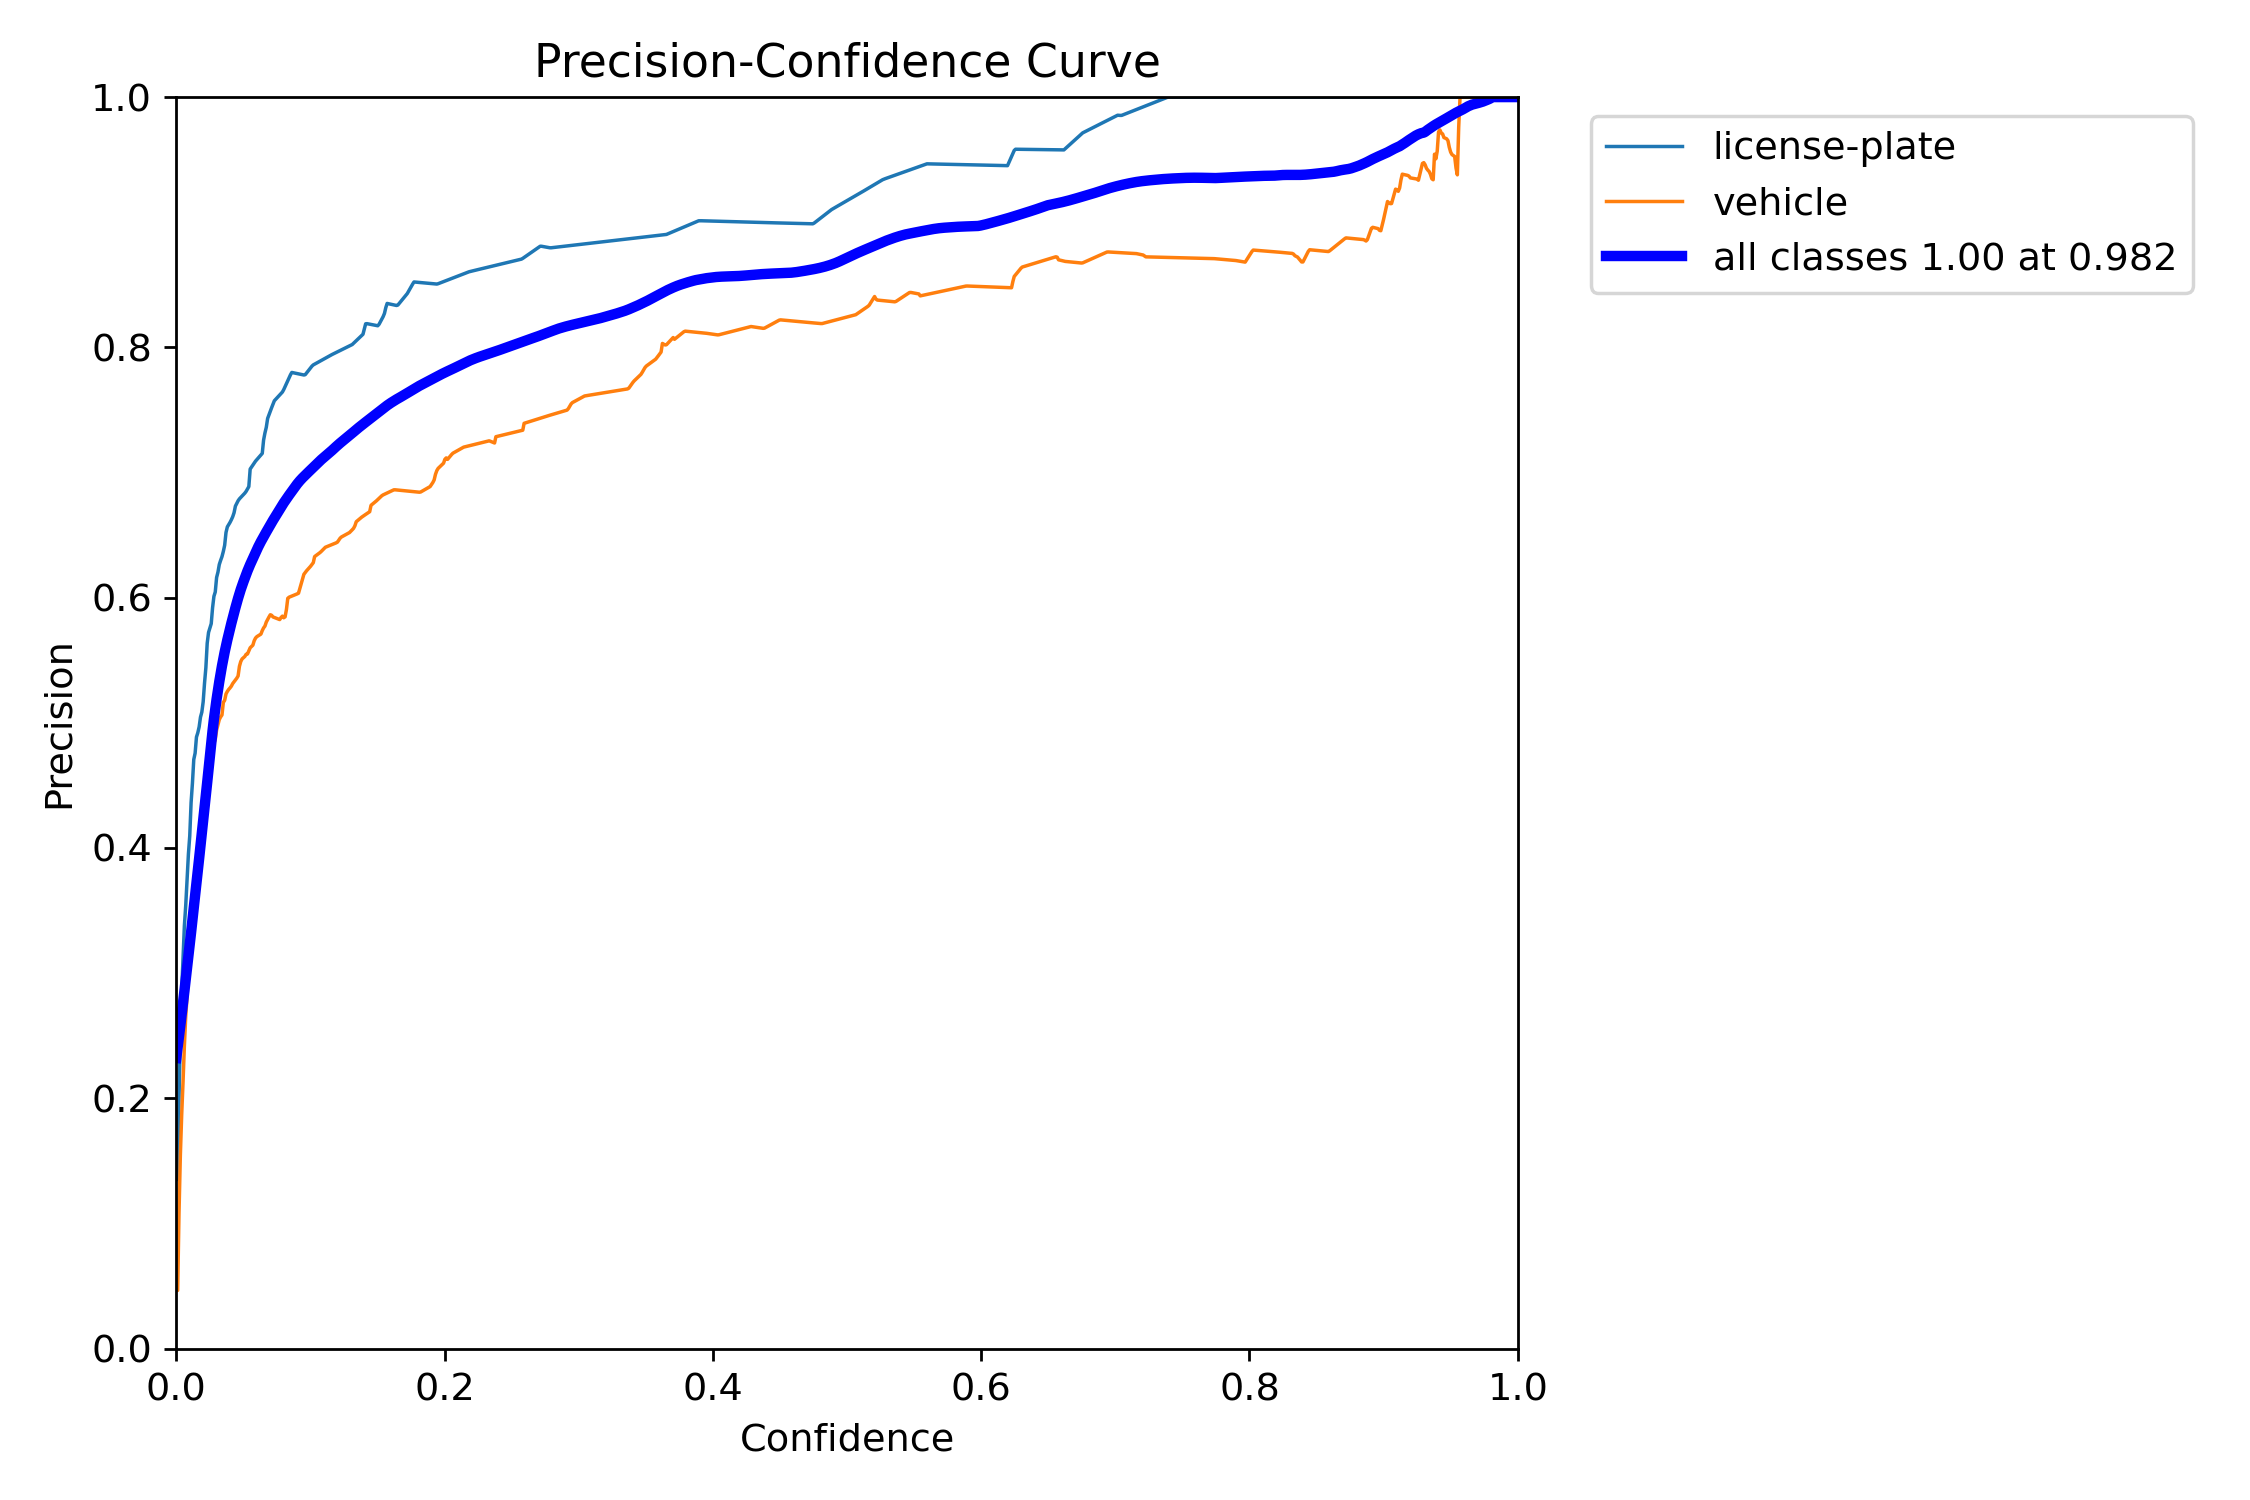 Precision-Confidence Curve
1.0
0.8
0.6
0.4
0.2
0.0
Precision
0.0 0.2 0.4 0.6 0.8 1.0
Confidence
license-plate
vehicle
all classes 1.00 at 0.982